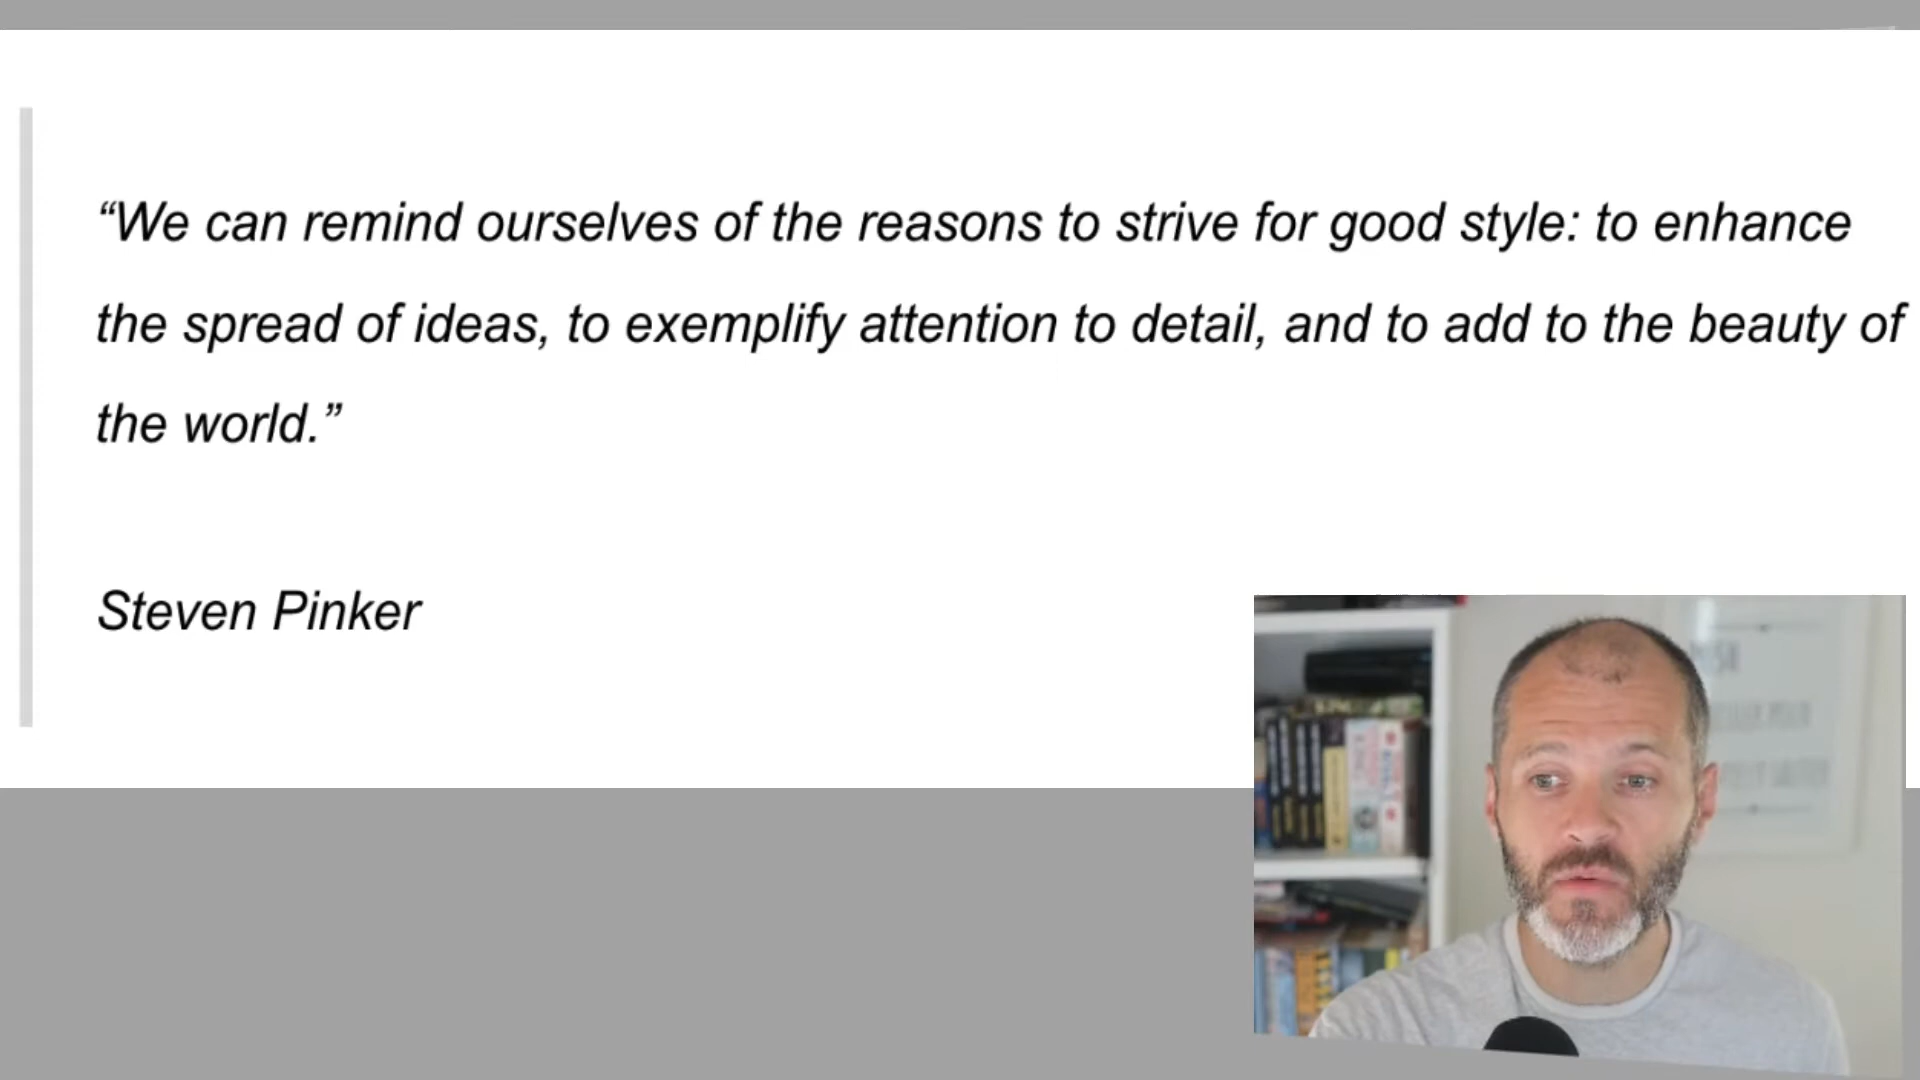 “We can remind ourselves of the reasons to strive for good style: to enhance
the spread of ideas, to exemplify attention to detail, and to add to the beauty of
the world.”
Steven Pinker